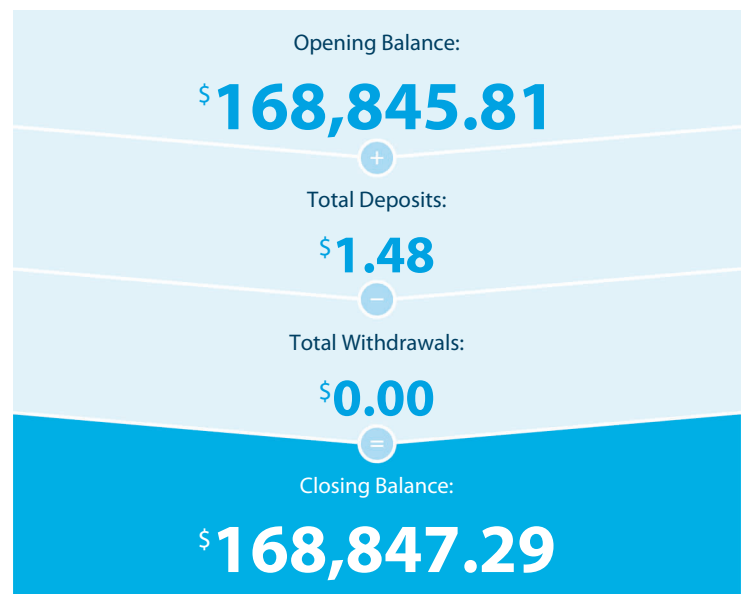 Opening Balance:
$168,845.81
+
Total Deposits:
$1.48
−
Total Withdrawals:
$0.00
=
Closing Balance:
$168,847.29